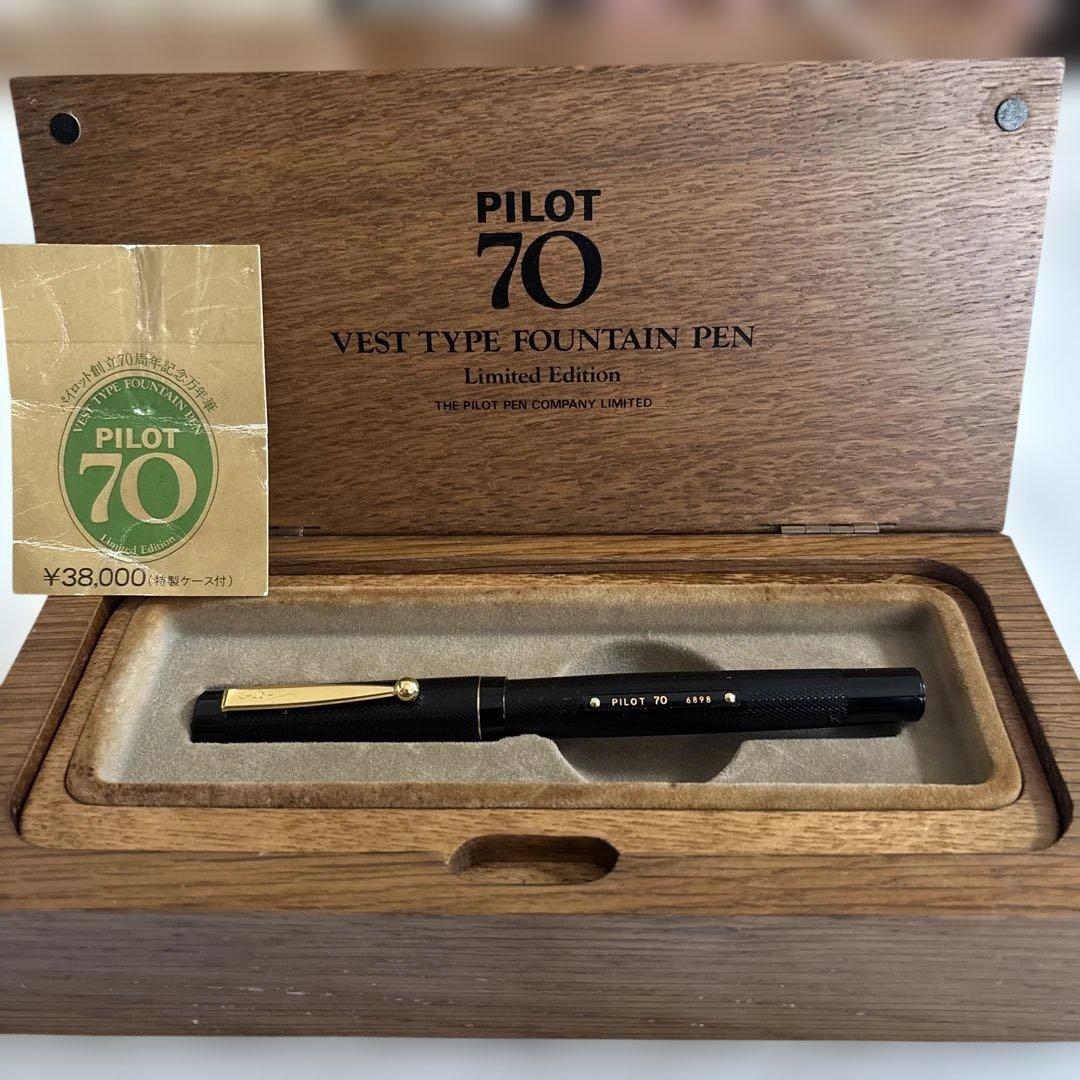 PILOT
70
VEST TYPE FOUNTAIN PEN
Limited Edition
THE PILOT PEN COMPANY LIMITED
パイロット創立70周年記念万年筆
VEST TYPE FOUNTAIN PEN
PILOT
70
Limited Edition
¥38,000(特製ケース付)
PILOT 70 6898